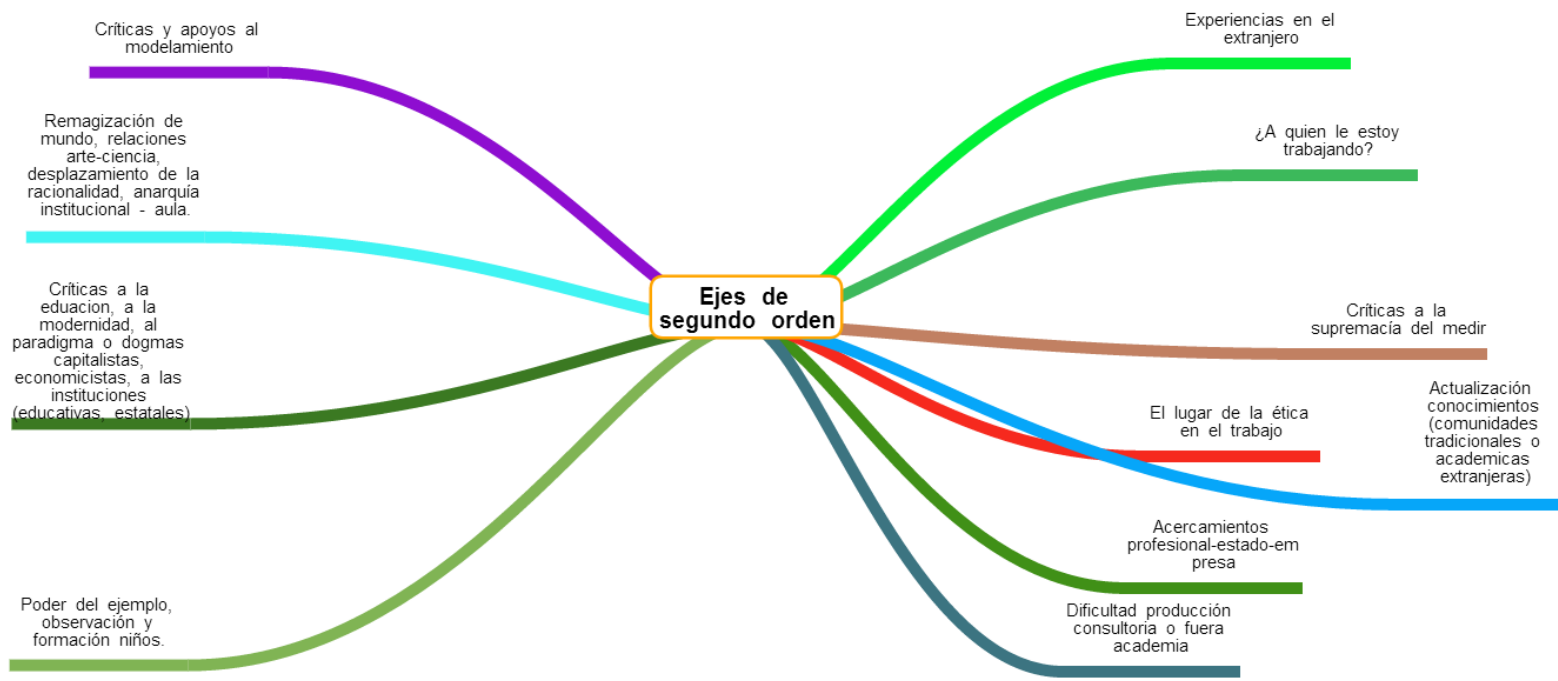 Críticas y apoyos al
modelamiento
Remagización de
mundo, relaciones
arte-ciencia,
desplazamiento de la
racionalidad, anarquía
institucional - aula.
Críticas a la
eduacion, a la
modernidad, al
paradigma o dogmas
capitalistas,
economicistas, a las
instituciones
(educativas, estatales)
Poder del ejemplo,
observación y
formación niños.
Ejes de
segundo orden
Experiencias en el
extranjero
¿A quien le estoy
trabajando?
Críticas a la
supremacía del medir
Actualización
conocimientos
(comunidades
tradicionales o
academicas
extranjeras)
El lugar de la ética
en el trabajo
Acercamientos
profesional-estado-em
presa
Dificultad producción
consultoria o fuera
academia